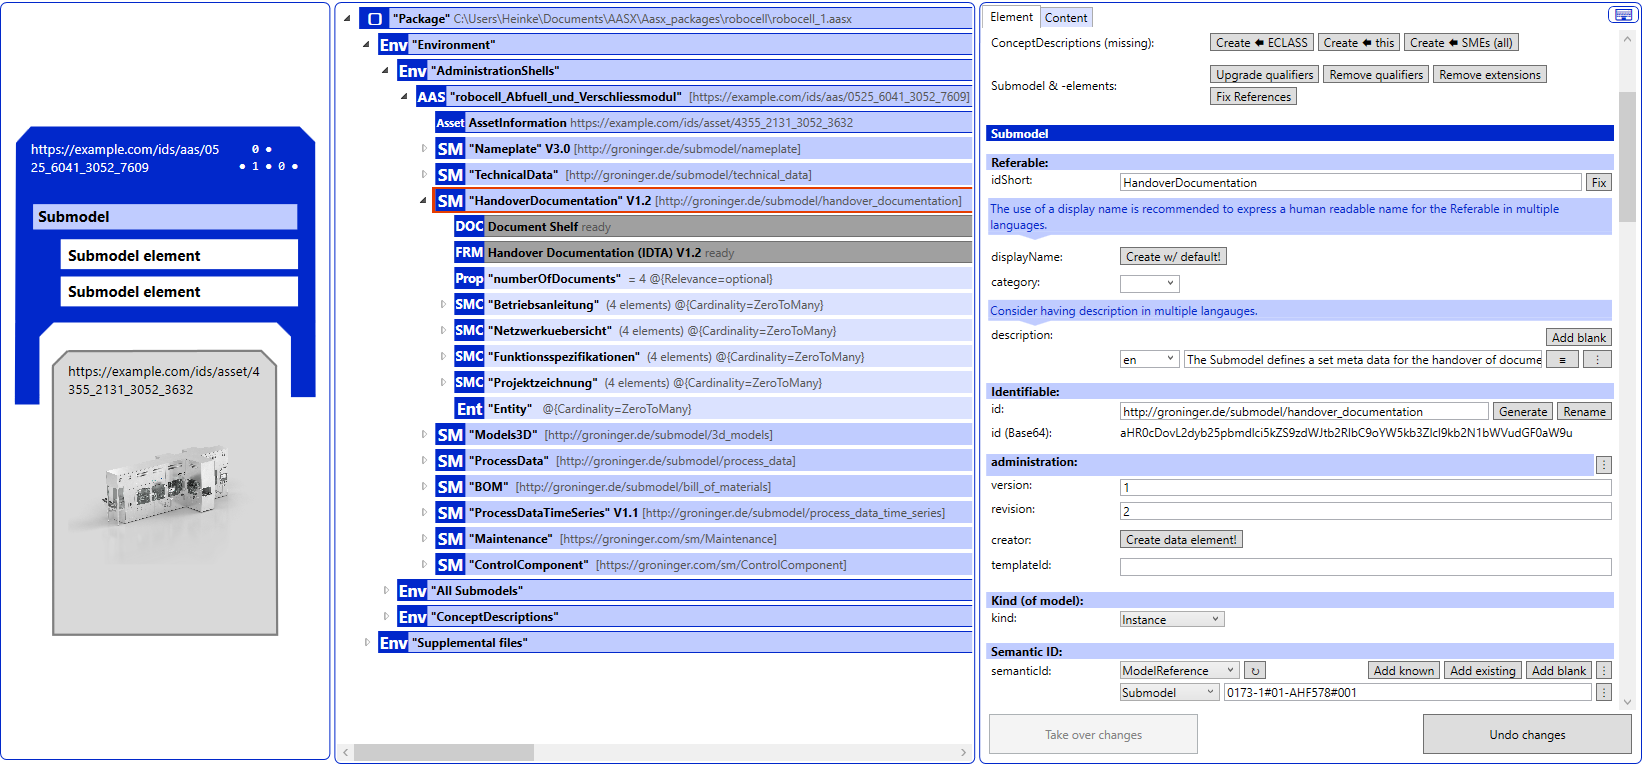 https://example.com/ids/aas/05
25_6041_3052_7609
0 •
• 1 • 0 •
Submodel
Submodel element
Submodel element
https://example.com/ids/asset/4
355_2131_3052_3632
"Package" C:\Users\Heinke\Documents\AASX\Aasx_packages\robocell\robocell_1.aasx
Env "Environment"
Env "AdministrationShells"
AAS "robocell_Abfuell_und_Verschliessmodul" [https://example.com/ids/aas/0525_6041_3052_7609]
Asset AssetInformation https://example.com/ids/asset/4355_2131_3052_3632
SM "Nameplate" V3.0 [http://groninger.de/submodel/nameplate]
SM "TechnicalData" [http://groninger.de/submodel/technical_data]
SM "HandoverDocumentation" V1.2 [http://groninger.de/submodel/handover_documentation]
DOC Document Shelf ready
FRM Handover Documentation (IDTA) V1.2 ready
Prop "numberOfDocuments" = 4 @{Relevance=optional}
SMC "Betriebsanleitung" (4 elements) @{Cardinality=ZeroToMany}
SMC "Netzwerkuebersicht" (4 elements) @{Cardinality=ZeroToMany}
SMC "Funktionsspezifikationen" (4 elements) @{Cardinality=ZeroToMany}
SMC "Projektzeichnung" (4 elements) @{Cardinality=ZeroToMany}
Ent "Entity" @{Cardinality=ZeroToMany}
SM "Models3D" [http://groninger.de/submodel/3d_models]
SM "ProcessData" [http://groninger.de/submodel/process_data]
SM "BOM" [http://groninger.de/submodel/bill_of_materials]
SM "ProcessDataTimeSeries" V1.1 [http://groninger.de/submodel/process_data_time_series]
SM "Maintenance" [https://groninger.com/sm/Maintenance]
SM "ControlComponent" [https://groninger.com/sm/ControlComponent]
Env "All Submodels"
Env "ConceptDescriptions"
Env "Supplemental files"
Element Content
ConceptDescriptions (missing): Create 🡄 ECLASS Create 🡄 this Create 🡄 SMEs (all)
Submodel & -elements: Upgrade qualifiers Remove qualifiers Remove extensions
Fix References
Submodel
Referable:
idShort: HandoverDocumentation Fix
The use of a display name is recommended to express a human readable name for the Referable in multiple
languages.
displayName: Create w/ default!
category:
Consider having description in multiple langauges.
description: Add blank
en The Submodel defines a set meta data for the handover of docume ≡ ⋮
Identifiable:
id: http://groninger.de/submodel/handover_documentation Generate Rename
id (Base64):
administration: ⋮
version: 1
revision: 2
creator: Create data element!
templateId:
Kind (of model):
kind: Instance
Semantic ID:
semanticId: ModelReference ↻ Add known Add existing Add blank ⋮
Submodel 0173-1#01-AHF578#001 ⋮
Take over changes Undo changes